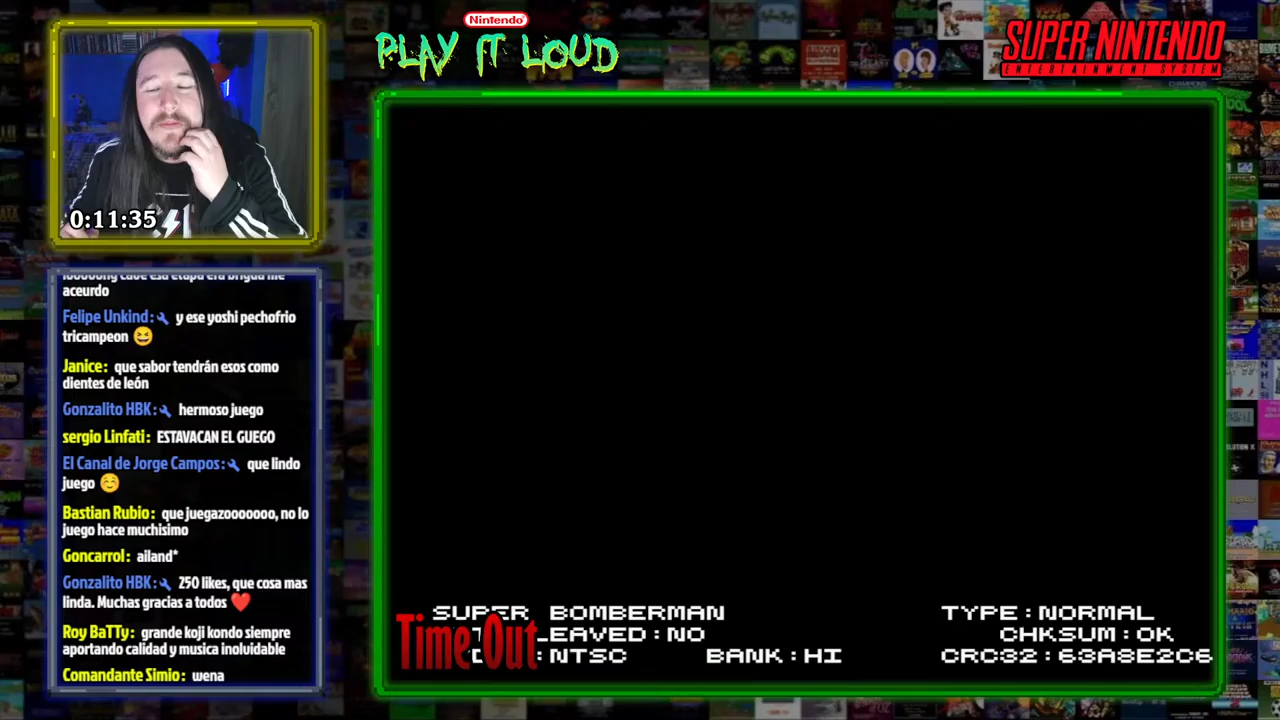 Nintendo
PLAY IT LOUD
SUPER NINTENDO
ENTERTAINMENT SYSTEM
0:11:35
aceurdo
Felipe Unkind: y ese yoshi pechofrio
tricampeon 😆
Janice: que sabor tendrán esos como
dientes de león
Gonzalito HBK: hermoso juego
sergio Linfati: ESTAVACAN EL GUEGO
El Canal de Jorge Campos: que lindo
juego ☺️
Bastian Rubio: que juegazooooooo, no lo
juego hace muchisimo
Goncarrol: ailand*
Gonzalito HBK: 250 likes, que cosa mas
linda. Muchas gracias a todos ❤️
Roy BaTTy: grande koji kondo siempre
aportando calidad y musica inoluidable
Comandante Simio: wena
SUPER BOMBERMAN TYPE:NORMAL
LEAVED:NO CHKSUM:OK
:NTSC BANK:HI CRC32:63A8E2C6
Time Out